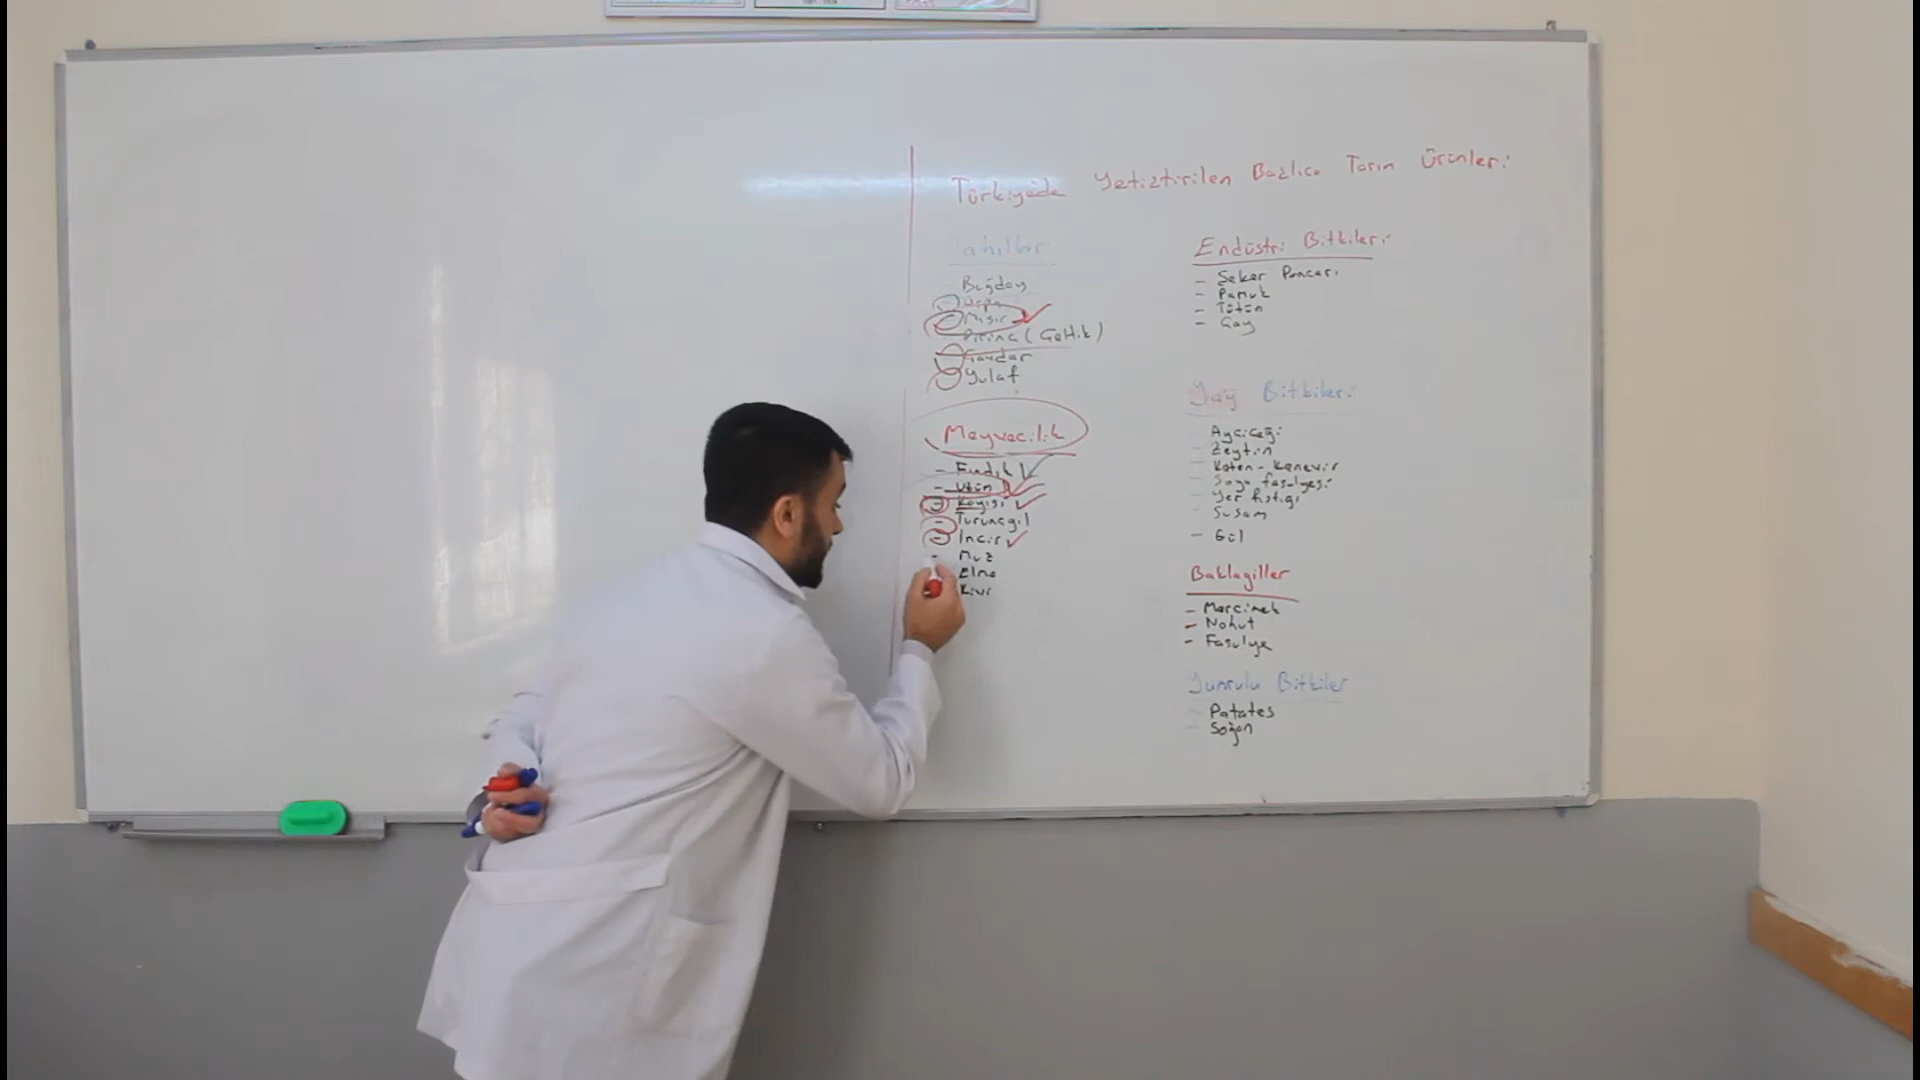 Türkiyede Yetiştirilen Başlıca Tarım Ürünleri
Tahıllar
Buğday
- Arpa
- Mısır
Pirinç (Çeltik)
- Çavdar
- Yulaf
Meyvecilik
- Fındık
- Üzüm
- Kayısı
- Turunçgil
- İncir
- Muz
Elma
Kivi
Endüstri Bitkileri
- Şeker Pancarı
- Pamuk
- Tütün
- Çay
Yağ Bitkileri
- Ayçiçeği
- Zeytin
- Keten - Kenevir
- Soya fasulyesi
- Yer fıstığı
- Susam
- Gül
Baklagiller
- Mercimek
- Nohut
- Fasulye
Yumrulu Bitkiler
- Patates
- Soğan